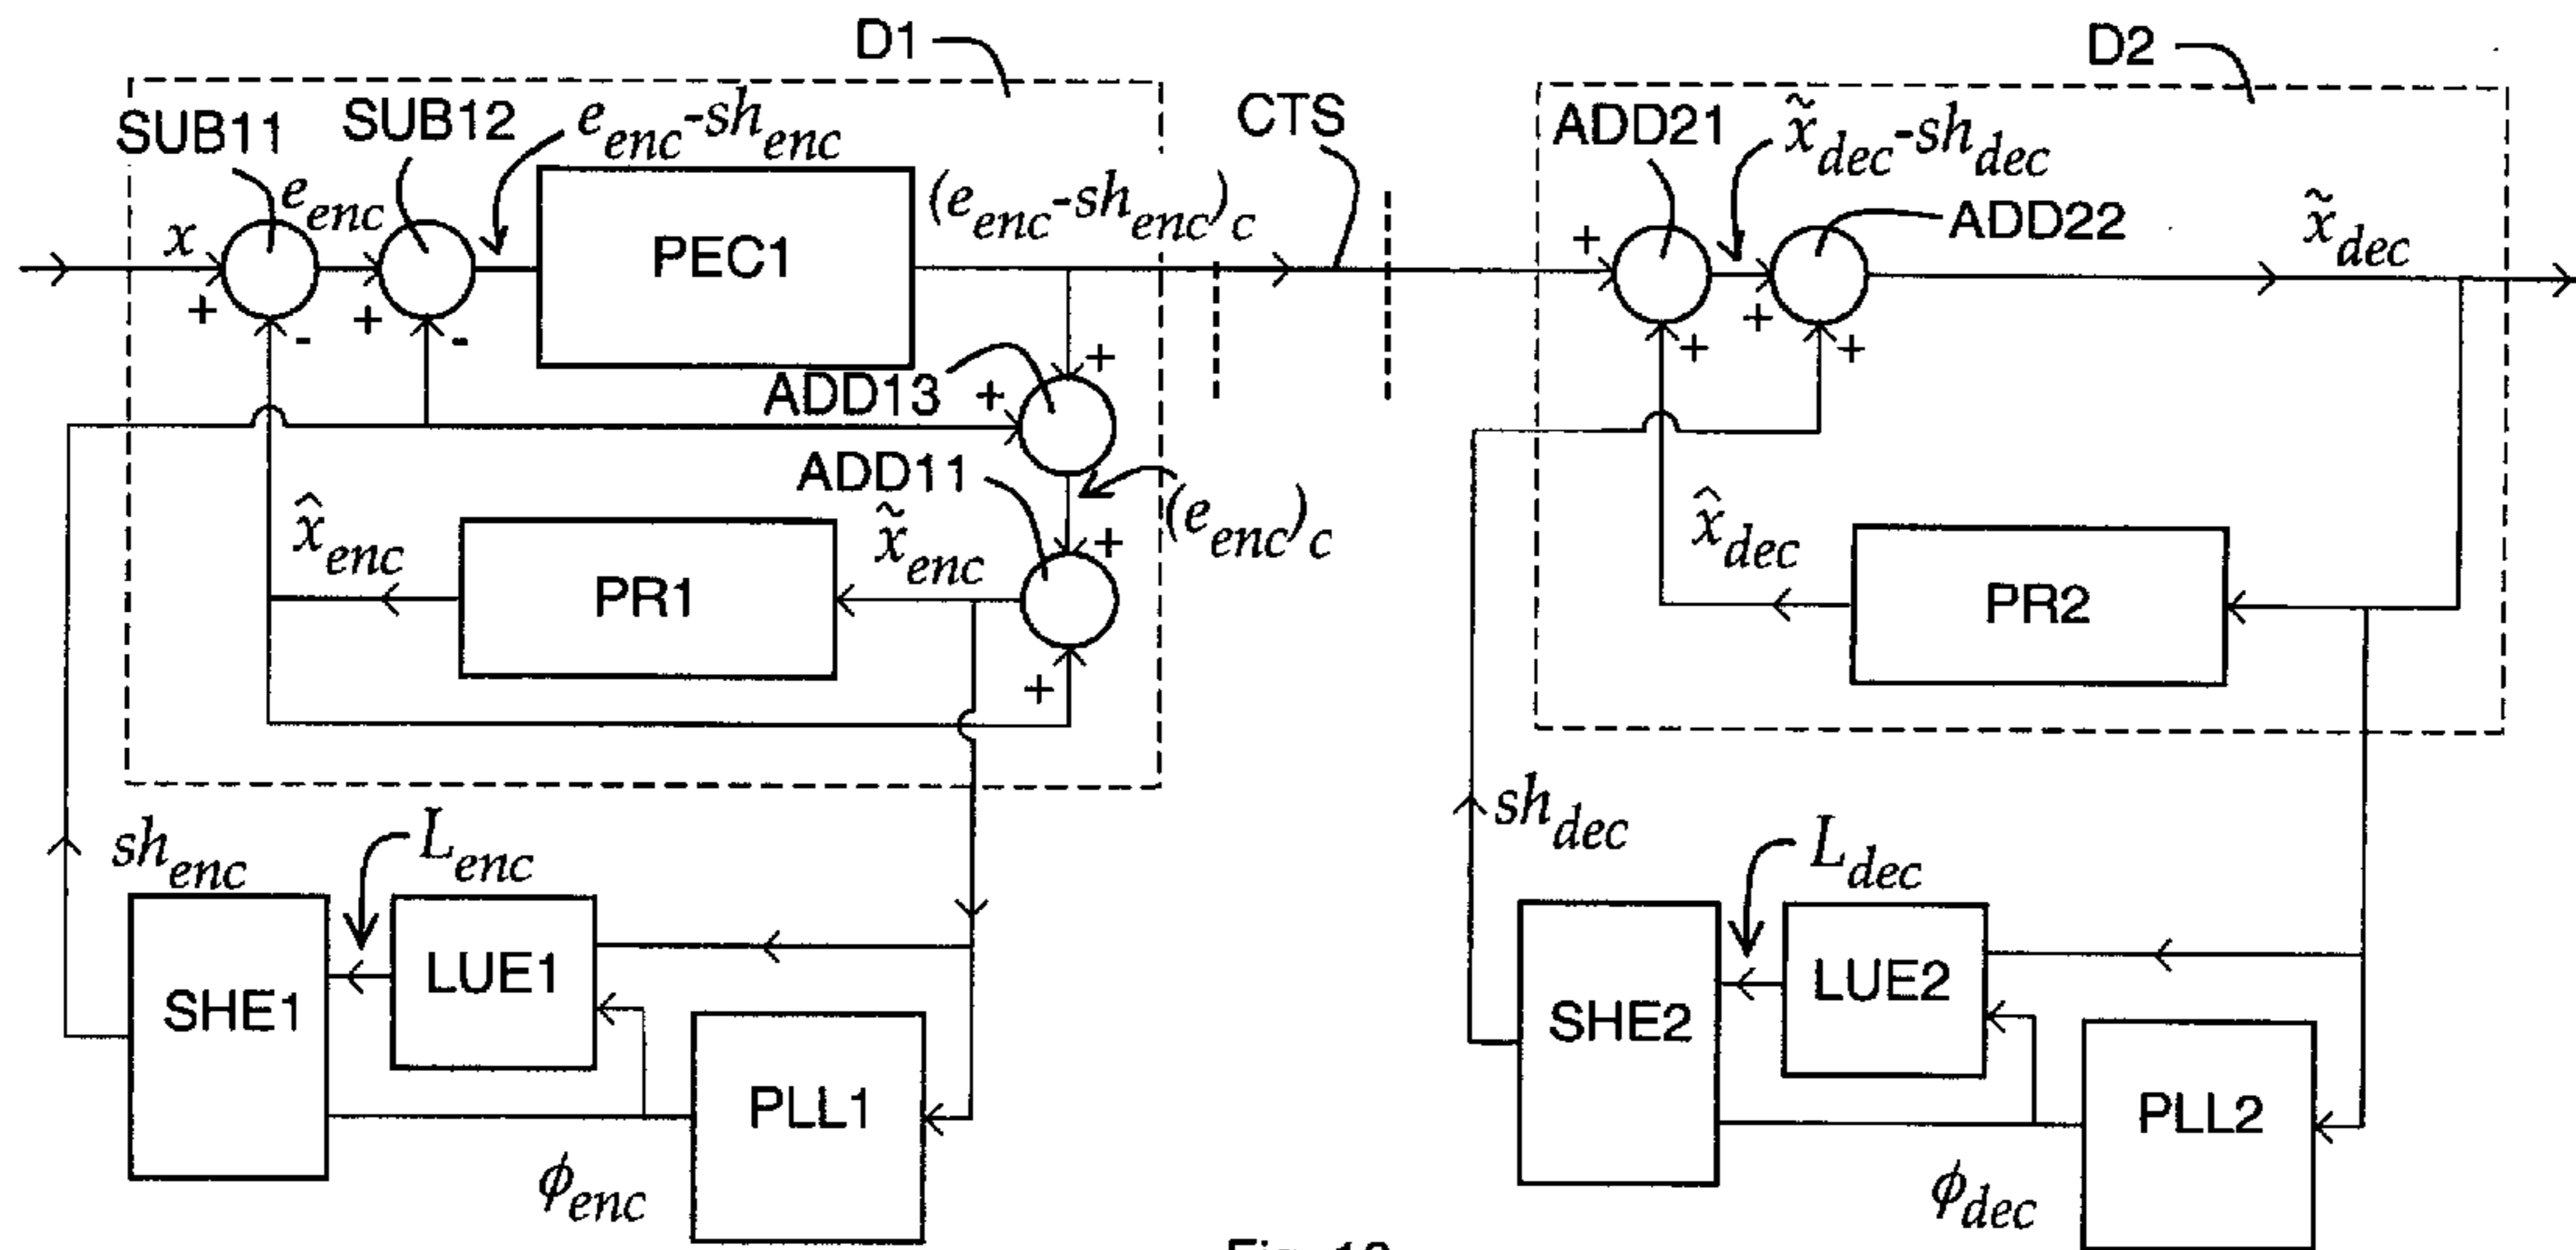 D1
D2
SUB11
SUB12
e_enc-sh_enc
CTS
ADD21
x̃_dec-sh_dec
e_enc
(e_enc-sh_enc)_c
ADD22
x
PEC1
x̃_dec
+
+
-
-
+
+
+
+
+
ADD13
+
+
ADD11
(e_enc)_c
x̂_enc
x̃_enc
+
x̂_dec
PR1
PR2
+
sh_enc
L_enc
sh_dec
L_dec
SHE1
LUE1
SHE2
LUE2
PLL1
PLL2
ϕ_enc
ϕ_dec